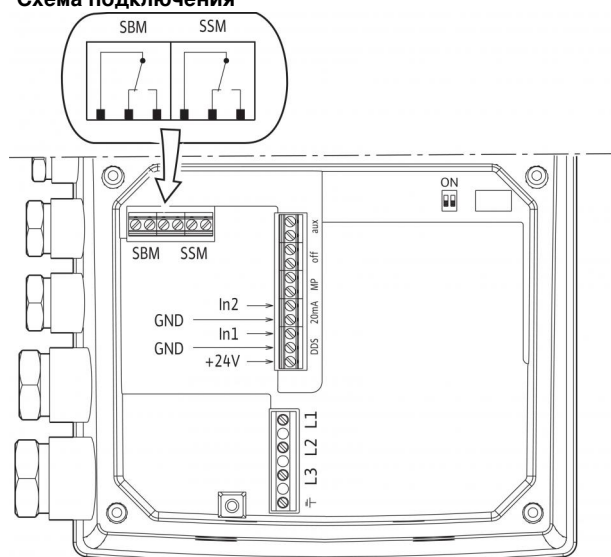 Схема подключения
SBM SSM
ON
SBM SSM
aux
off
MP
20mA
DDS
In2
GND
In1
GND
+24V
L1
L2
L3